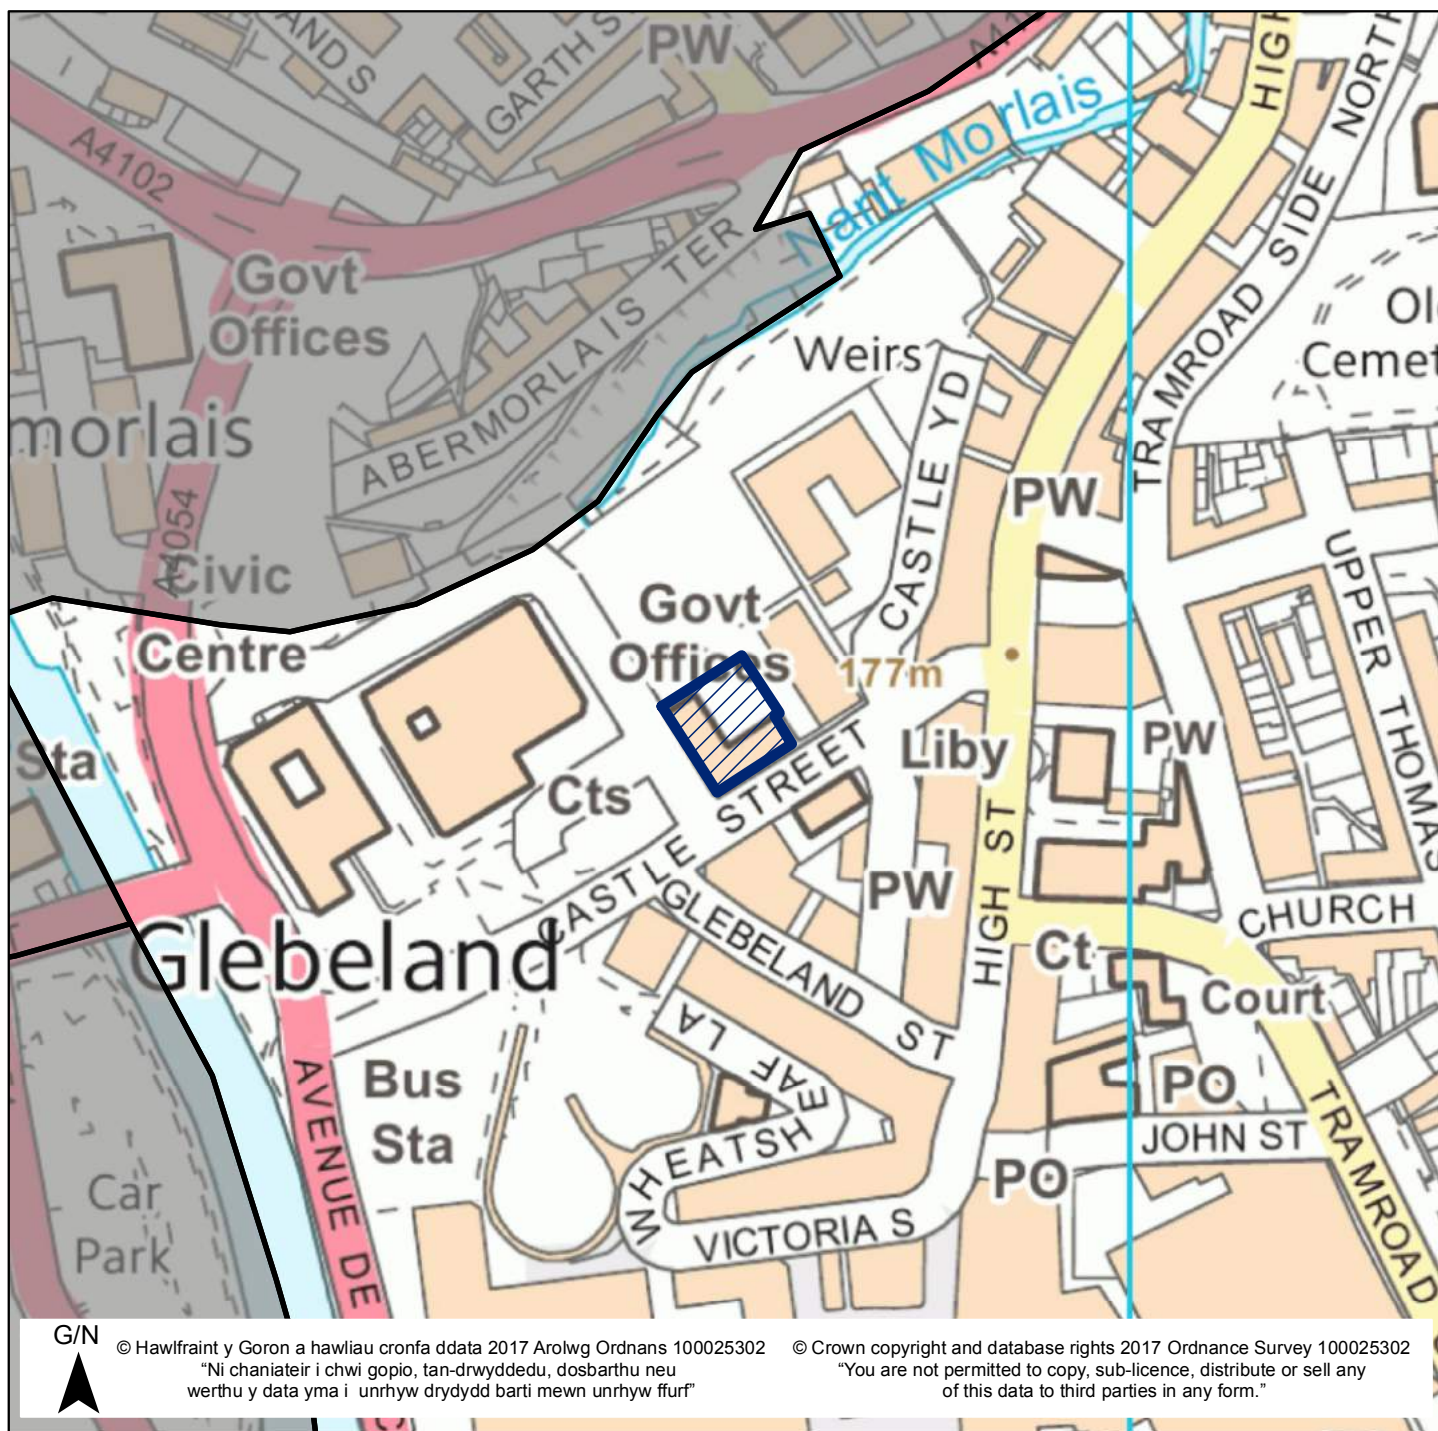 AND S
GARTH S
PW
A41
HIGH
TRAMROAD SIDE NORTH
A4102
Nant Morlais
Govt
Offices
ABERMORLAIS TER
Weirs
Old
Cemet
morlais
A4054
CASTLE YD
PW
Civic
Centre
Govt
Offices
177m
UPPER THOMAS
Sta
Cts
CASTLE STREET
Liby
PW
HIGH ST
PW
Glebeland
GLEBELAND ST
CHURCH
Ct
Court
WHEATSHEAF LA
Bus
Sta
PO
JOHN ST
PO
TRAMROAD
AVENUE DE
Car
Park
VICTORIA S
G/N
© Hawlfraint y Goron a hawliau cronfa ddata 2017 Arolwg Ordnans 100025302
“Ni chaniateir i chwi gopio, tan-drwyddedu, dosbarthu neu
werthu y data yma i unrhyw drydydd barti mewn unrhyw ffurf”
© Crown copyright and database rights 2017 Ordnance Survey 100025302
“You are not permitted to copy, sub-licence, distribute or sell any
of this data to third parties in any form.”